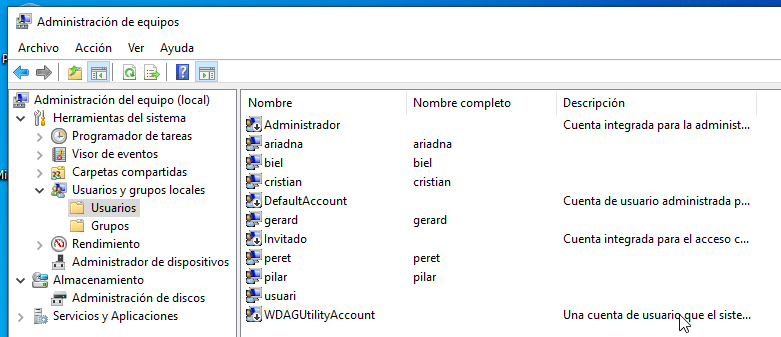 Administración de equipos
Archivo Acción Ver Ayuda
Administración del equipo (local)
Herramientas del sistema
Programador de tareas
Visor de eventos
Carpetas compartidas
Usuarios y grupos locales
Usuarios
Grupos
Rendimiento
Administrador de dispositivos
Almacenamiento
Administración de discos
Servicios y Aplicaciones
Nombre Nombre completo Descripción
Administrador Cuenta integrada para la administ...
ariadna ariadna
biel biel
cristian cristian
DefaultAccount Cuenta de usuario administrada p...
gerard gerard
Invitado Cuenta integrada para el acceso c...
peret peret
pilar pilar
usuari
WDAGUtilityAccount Una cuenta de usuario que el siste...